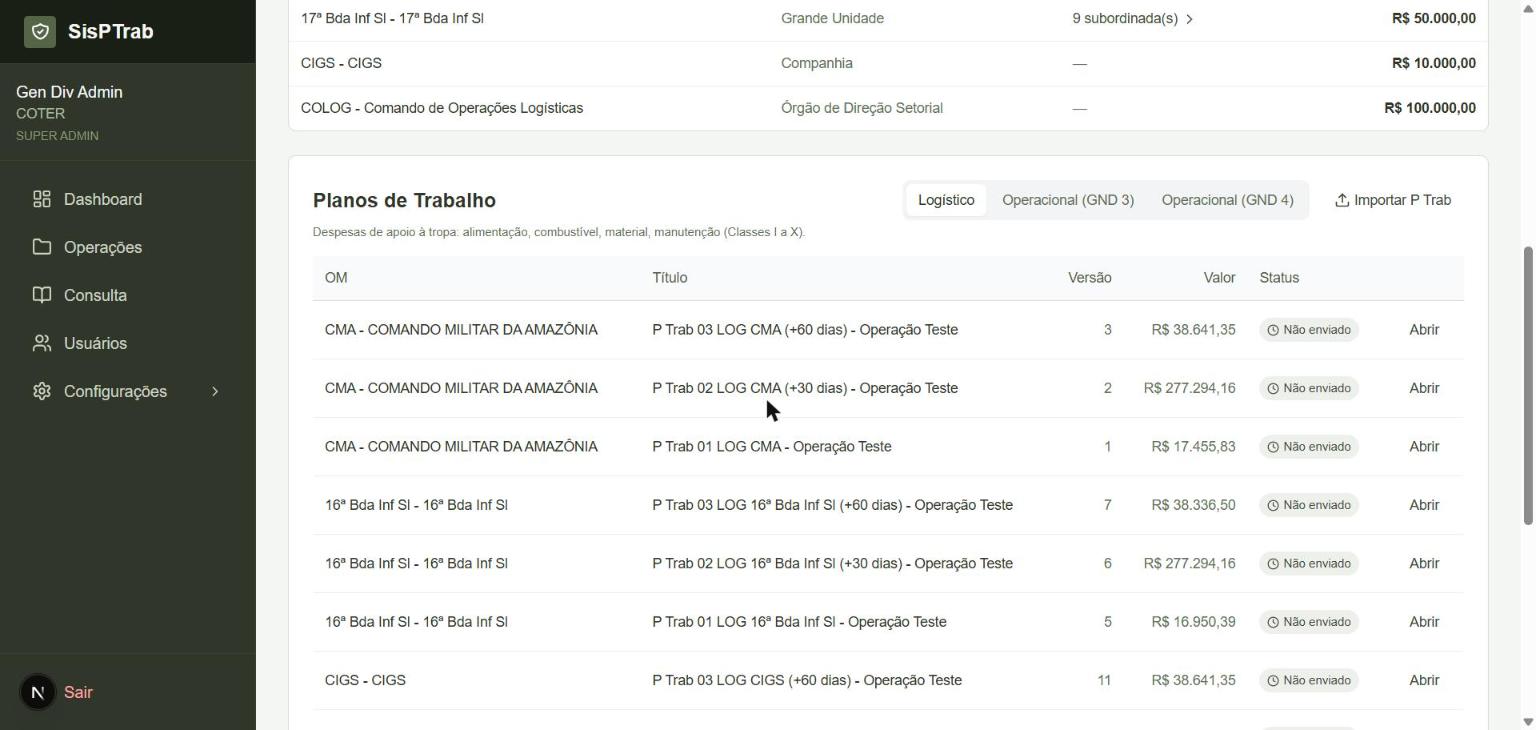 SisPTrab
Gen Div Admin
COTER
SUPER ADMIN
Dashboard
Operações
Consulta
Usuários
Configurações
N Sair
17ª Bda Inf Sl - 17ª Bda Inf Sl Grande Unidade 9 subordinada(s) R$ 50.000,00
CIGS - CIGS Companhia — R$ 10.000,00
COLOG - Comando de Operações Logísticas Órgão de Direção Setorial — R$ 100.000,00
Planos de Trabalho Logístico Operacional (GND 3) Operacional (GND 4) Importar P Trab
Despesas de apoio à tropa: alimentação, combustível, material, manutenção (Classes I a X).
OM Título Versão Valor Status
CMA - COMANDO MILITAR DA AMAZÔNIA P Trab 03 LOG CMA (+60 dias) - Operação Teste 3 R$ 38.641,35 Não enviado Abrir
CMA - COMANDO MILITAR DA AMAZÔNIA P Trab 02 LOG CMA (+30 dias) - Operação Teste 2 R$ 277.294,16 Não enviado Abrir
CMA - COMANDO MILITAR DA AMAZÔNIA P Trab 01 LOG CMA - Operação Teste 1 R$ 17.455,83 Não enviado Abrir
16ª Bda Inf Sl - 16ª Bda Inf Sl P Trab 03 LOG 16ª Bda Inf Sl (+60 dias) - Operação Teste 7 R$ 38.336,50 Não enviado Abrir
16ª Bda Inf Sl - 16ª Bda Inf Sl P Trab 02 LOG 16ª Bda Inf Sl (+30 dias) - Operação Teste 6 R$ 277.294,16 Não enviado Abrir
16ª Bda Inf Sl - 16ª Bda Inf Sl P Trab 01 LOG 16ª Bda Inf Sl - Operação Teste 5 R$ 16.950,39 Não enviado Abrir
CIGS - CIGS P Trab 03 LOG CIGS (+60 dias) - Operação Teste 11 R$ 38.641,35 Não enviado Abrir